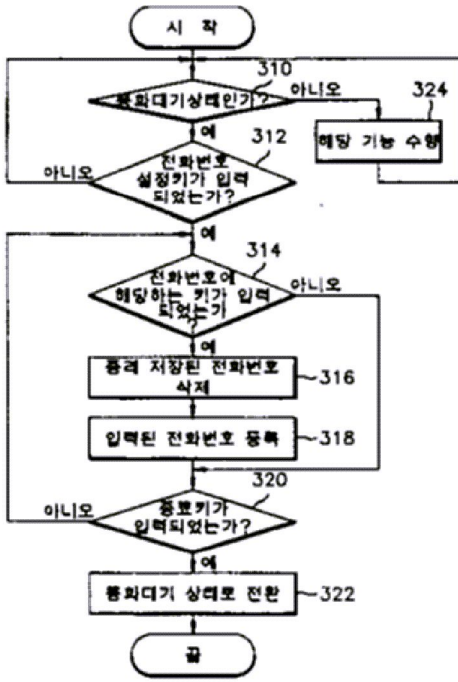 시 작
310
통화대기상태인가?
아니오
324
예
해당 기능 수행
312
전화번호
설정키가 입력
되었는가?
아니오
예
314
전화번호에
해당하는 키가 입력
되었는가
?
아니오
예
종래 저장된 전화번호
삭제
316
입력된 전화번호 등록
318
320
종료키가
입력되었는가?
아니오
예
통화대기 상태로 전환
322
끝